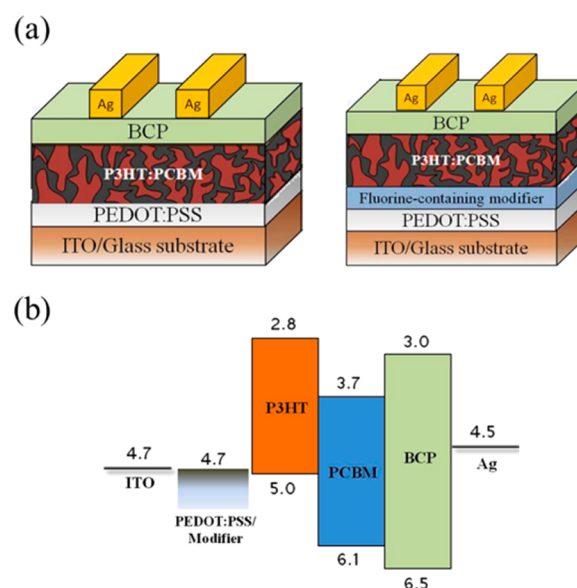 (a)
Ag
Ag
BCP
P3HT:PCBM
PEDOT:PSS
ITO/Glass substrate
Ag
Ag
BCP
P3HT:PCBM
Fluorine-containing modifier
PEDOT:PSS
ITO/Glass substrate
(b)
2.8
3.0
P3HT
3.7
4.7
4.7
4.5
ITO
BCP
Ag
PCBM
5.0
PEDOT:PSS/
Modifier
6.1
6.5